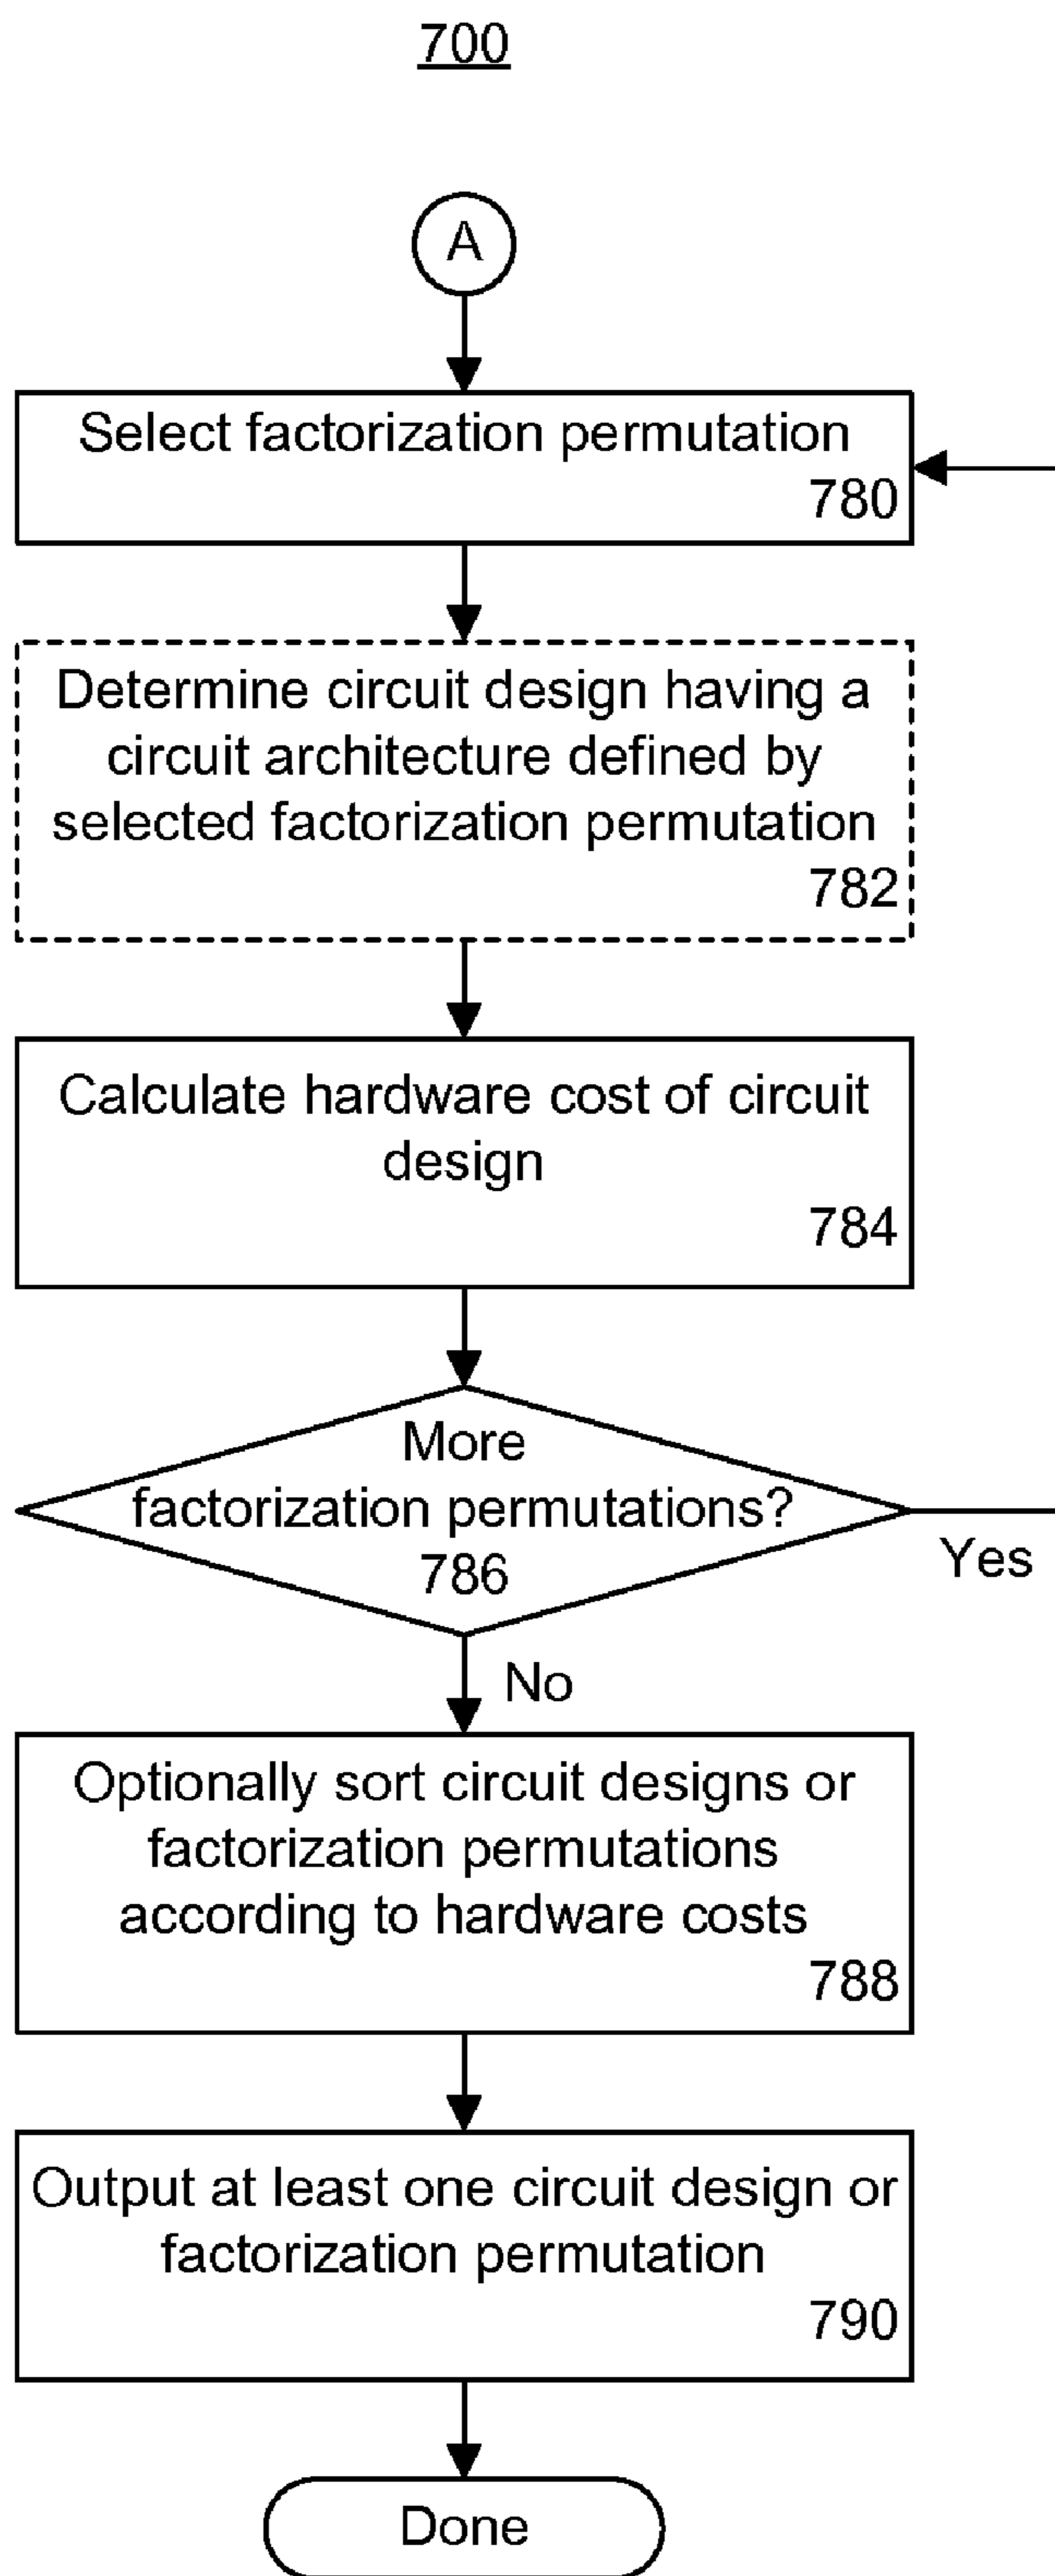 700
A
Select factorization permutation
780
Determine circuit design having a
circuit architecture defined by
selected factorization permutation
782
Calculate hardware cost of circuit
design
784
More
factorization permutations?
786
Yes
No
Optionally sort circuit designs or
factorization permutations
according to hardware costs
788
Output at least one circuit design or
factorization permutation
790
Done